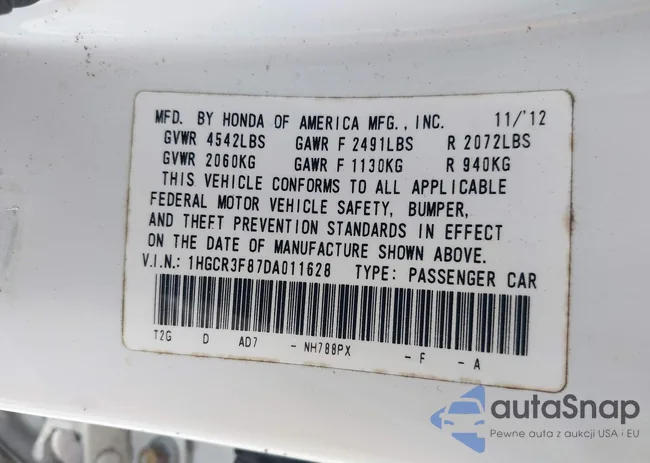 MFD. BY HONDA OF AMERICA MFG., INC. 11/'12
GVWR 4542LBS GAWR F 2491LBS R 2072LBS
GVWR 2060KG GAWR F 1130KG R 940KG
THIS VEHICLE CONFORMS TO ALL APPLICABLE
FEDERAL MOTOR VEHICLE SAFETY, BUMPER,
AND THEFT PREVENTION STANDARDS IN EFFECT
ON THE DATE OF MANUFACTURE SHOWN ABOVE.
V.I.N.: 1HGCR3F87DA011628 TYPE: PASSENGER CAR
T2G D AD7 - NH788PX - F - A
autaSnap
Pewne auta z aukcji USA i EU